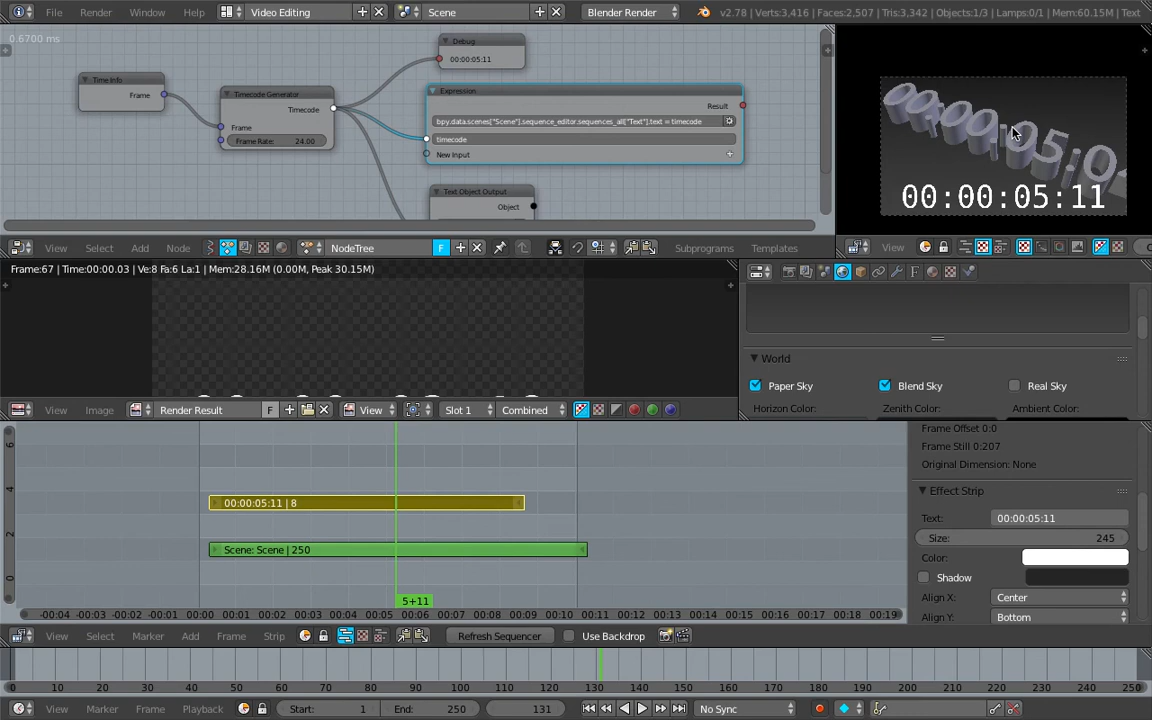 File Render Window Help Video Editing Scene Blender Render v2.78 | Verts:3,416 | Faces:2,507 | Tris:3,342 | Objects:1/3 | Lamps:0/1 | Mem:60.15M | Text
0.6700 ms
Debug
00:00:05:11
Time Info
Frame
Timecode Generator
Timecode
Frame
Frame Rate: 24.00
Expression
Result
bpy.data.scenes["Scene"].sequence_editor.sequences_all["Text"].text = timecode
timecode
New Input
Text Object Output
Object
00:00:05:0
00:00:05:11
View Select Add Node NodeTree F Subprograms Templates
View
Frame:67 | Time:00:00.03 | Ve:8 Fa:6 La:1 | Mem:28.16M (0.00M, Peak 30.15M)
View Image Render Result F View Slot 1 Combined
World
Paper Sky Blend Sky Real Sky
Horizon Color: Zenith Color: Ambient Color:
6
4
2
0
00:00:05:11 | 8
Scene: Scene | 250
5+11
-00:04 -00:03 -00:02 -00:01 00:00 00:01 00:02 00:03 00:04 00:05 00:06 00:07 00:08 00:09 00:10 00:11 00:12 00:13 00:14 00:15 00:16 00:17 00:18 00:19
Frame Offset 0:0
Frame Still 0:207
Original Dimension: None
Effect Strip
Text: 00:00:05:11
Size: 245
Color:
Shadow
Align X: Center
Align Y: Bottom
View Select Marker Add Frame Strip Refresh Sequencer Use Backdrop
0 10 20 30 40 50 60 70 80 90 100 110 120 130 140 150 160 170 180 190 200 210 220 230 240 250
View Marker Frame Playback Start: 1 End: 250 131 No Sync